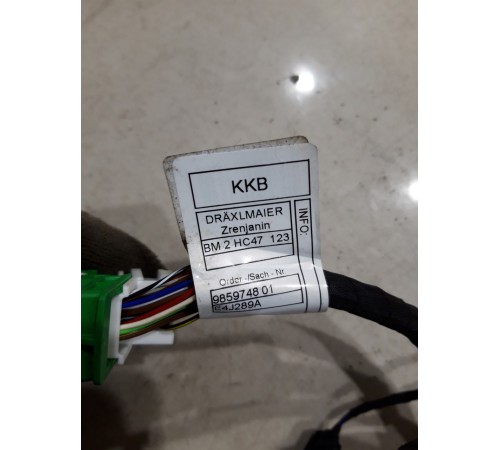 KKB
DRÄXLMAIER
Zrenjanin
BM 2 HC47 123
INFO:
Order -/Sach - Nr
9859748 01
E4J289A